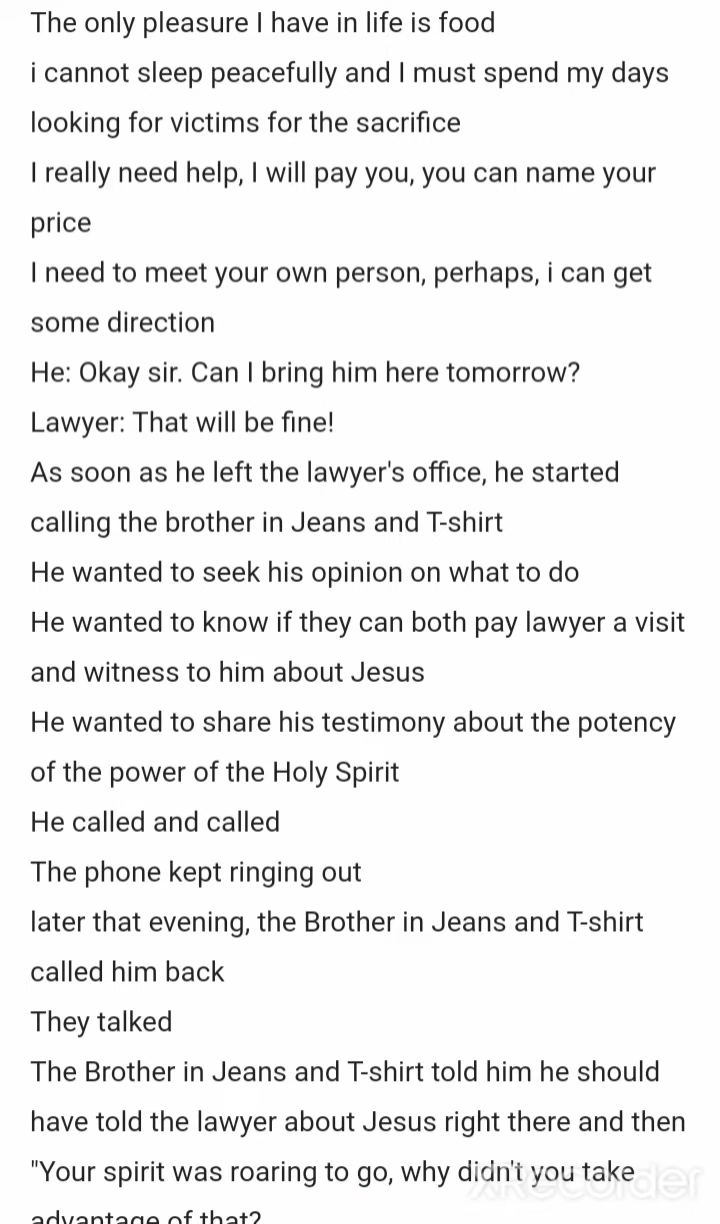 The only pleasure I have in life is food
i cannot sleep peacefully and I must spend my days
looking for victims for the sacrifice
I really need help, I will pay you, you can name your
price
I need to meet your own person, perhaps, i can get
some direction
He: Okay sir. Can I bring him here tomorrow?
Lawyer: That will be fine!
As soon as he left the lawyer's office, he started
calling the brother in Jeans and T-shirt
He wanted to seek his opinion on what to do
He wanted to know if they can both pay lawyer a visit
and witness to him about Jesus
He wanted to share his testimony about the potency
of the power of the Holy Spirit
He called and called
The phone kept ringing out
later that evening, the Brother in Jeans and T-shirt
called him back
They talked
The Brother in Jeans and T-shirt told him he should
have told the lawyer about Jesus right there and then
"Your spirit was roaring to go, why didn't you take
advantage of that?
XRecorder